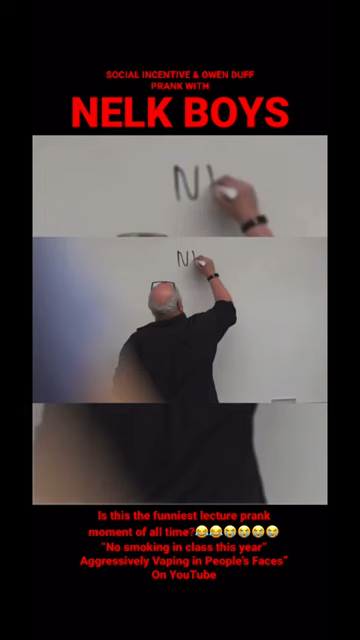 SOCIAL INCENTIVE & OWEN DUFF
PRANK WITH
NELK BOYS
N
N
Is this the funniest lecture prank
moment of all time?😂😂😭😭😭😭
"No smoking in class this year"
Aggressively Vaping in People's Faces"
On YouTube